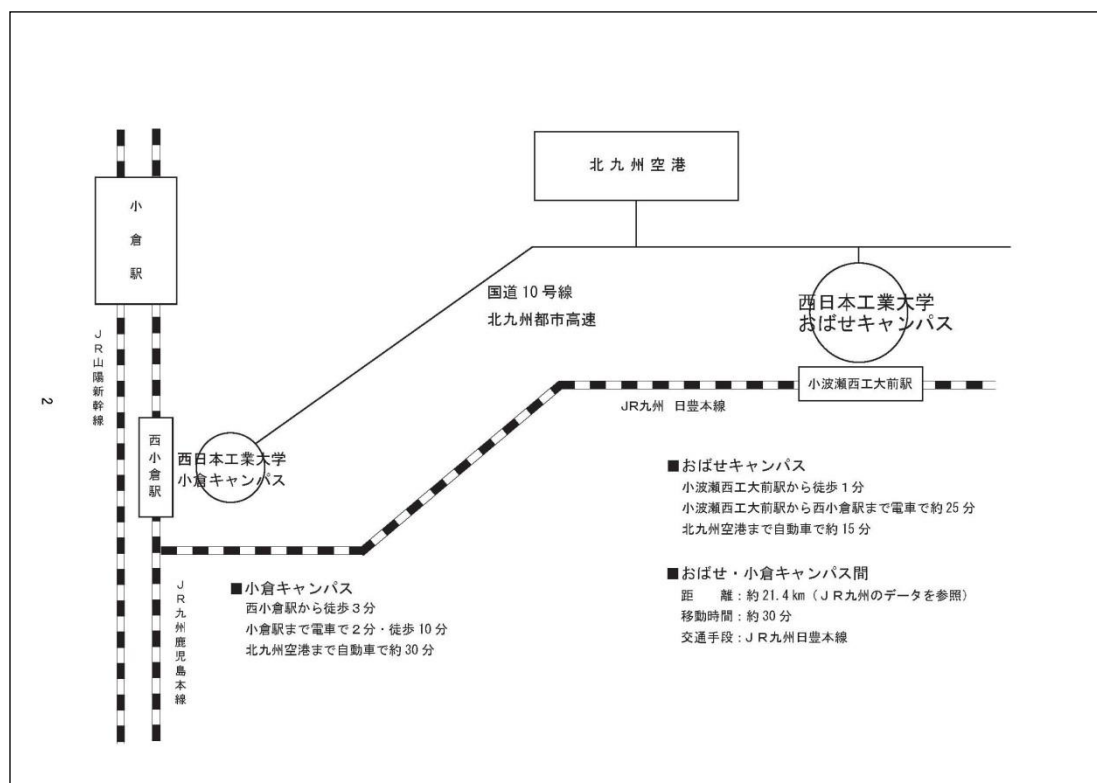 北九州空港
小倉駅
国道10号線
北九州都市高速
西日本工業大学
おばせキャンパス
JR山陽新幹線
小波瀬西工大前駅
JR九州 日豊本線
2
西小倉駅
西日本工業大学
小倉キャンパス
■おばせキャンパス
小波瀬西工大前駅から徒歩1分
小波瀬西工大前駅から西小倉駅まで電車で約25分
北九州空港まで自動車で約15分
■おばせ・小倉キャンパス間
距 離：約21.4km（JR九州のデータを参照）
移動時間：約30分
交通手段：JR九州日豊本線
JR九州鹿児島本線
■小倉キャンパス
西小倉駅から徒歩3分
小倉駅まで電車で2分・徒歩10分
北九州空港まで自動車で約30分